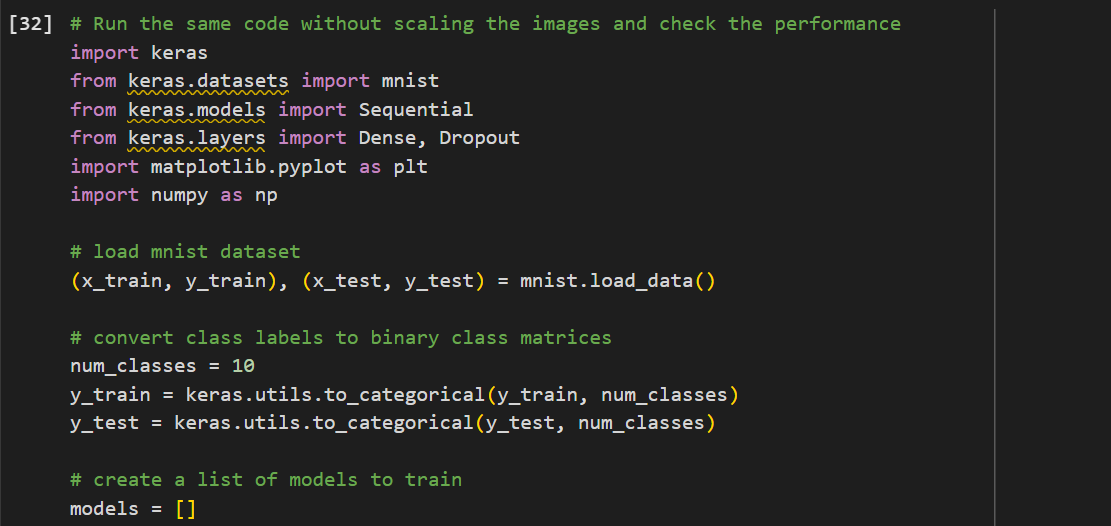 [32] # Run the same code without scaling the images and check the performance
import keras
from keras.datasets import mnist
from keras.models import Sequential
from keras.layers import Dense, Dropout
import matplotlib.pyplot as plt
import numpy as np
# load mnist dataset
(x_train, y_train), (x_test, y_test) = mnist.load_data()
# convert class labels to binary class matrices
num_classes = 10
y_train = keras.utils.to_categorical(y_train, num_classes)
y_test = keras.utils.to_categorical(y_test, num_classes)
# create a list of models to train
models = []